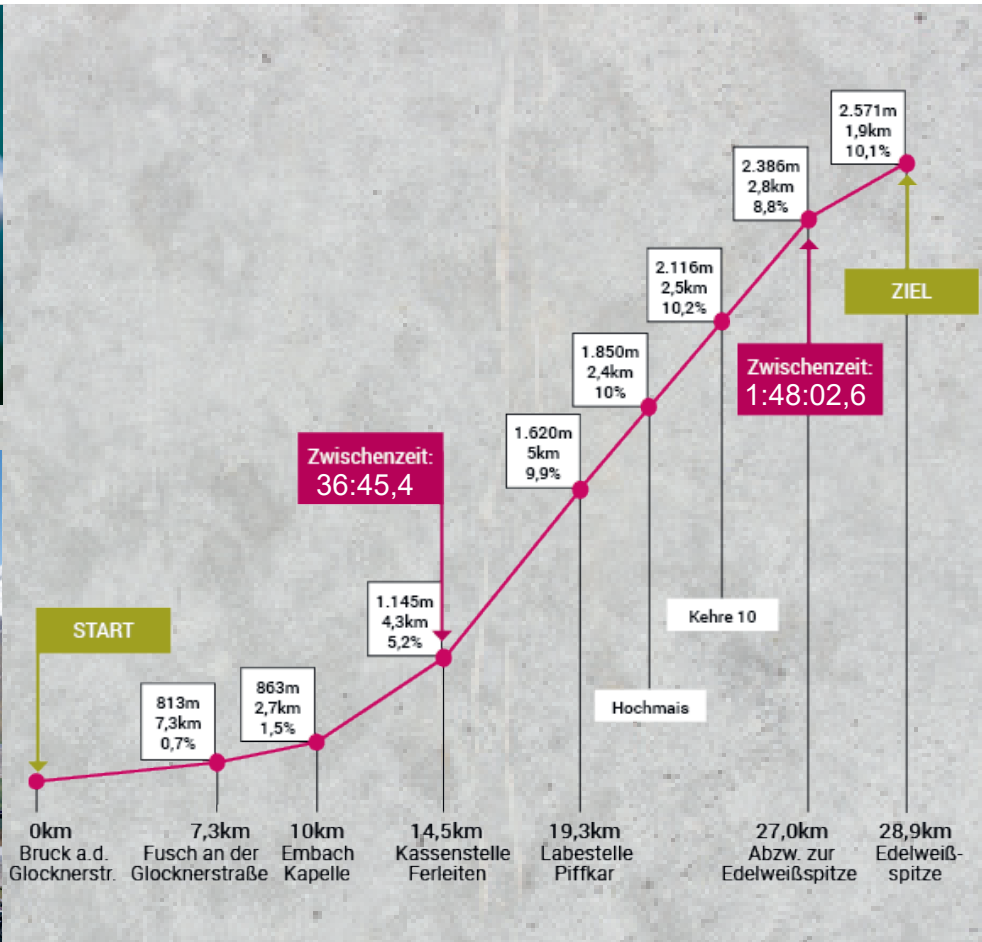 2.571m
1,9km
10,1%
2.386m
2,8km
8,8%
ZIEL
2.116m
2,5km
10,2%
1.850m
2,4km
10%
Zwischenzeit:
1:48:02,6
1.620m
5km
9,9%
Zwischenzeit:
36:45,4
1.145m
4,3km
5,2%
START
Kehre 10
863m
2,7km
1,5%
813m
7,3km
0,7%
Hochmais
0km
Bruck a.d.
Glocknerstr.
7,3km
Fusch an der
Glocknerstraße
10km
Embach
Kapelle
14,5km
Kassenstelle
Ferleiten
19,3km
Labestelle
Piffkar
27,0km
Abzw. zur
Edelweißspitze
28,9km
Edelweiß-
spitze